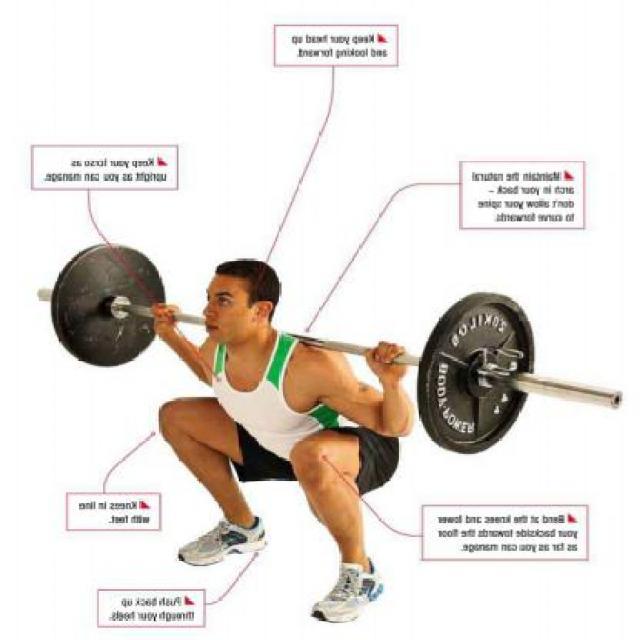 Keep your head up
and looking forward.
Keep your torso as
upright as you can manage.
Maintain the natural
arch in your back –
don't allow your spine
to curve forwards.
20KILOS
BODY POWER
Knees in line
with feet.
Bend at the knees and lower
your backside towards the floor
as far as you can manage.
Push back up
through your heels.